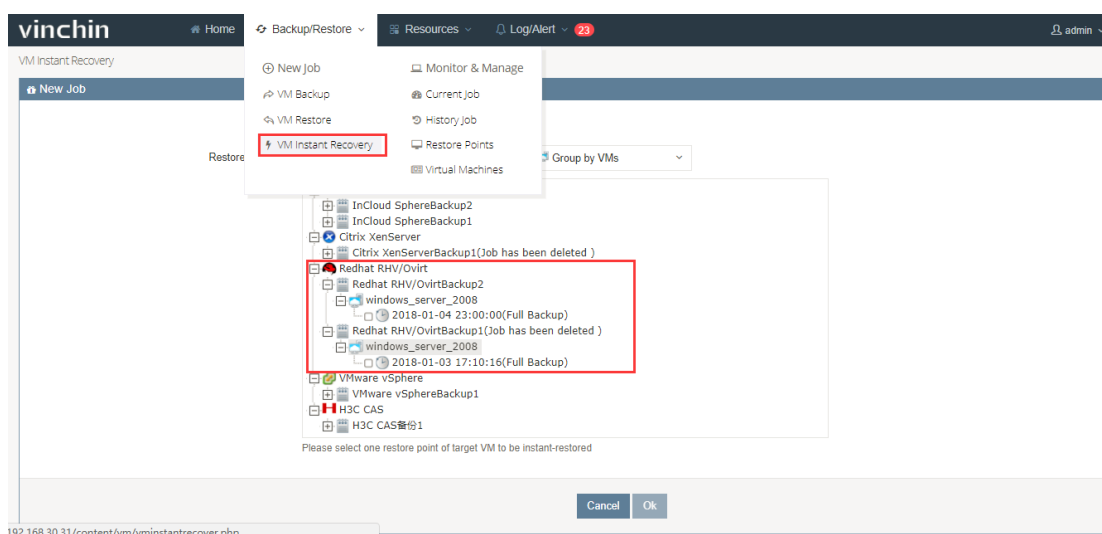 vinchin
Home
Backup/Restore
Resources
Log/Alert
23
admin
VM Instant Recovery
New Job
New Job
Monitor & Manage
VM Backup
Current Job
VM Restore
History Job
VM Instant Recovery
Restore Points
Virtual Machines
Restore
Group by VMs
InCloud SphereBackup2
InCloud SphereBackup1
Citrix XenServer
Citrix XenServerBackup1(Job has been deleted )
Redhat RHV/Ovirt
Redhat RHV/OvirtBackup2
windows_server_2008
2018-01-04 23:00:00(Full Backup)
Redhat RHV/OvirtBackup1(Job has been deleted )
windows_server_2008
2018-01-03 17:10:16(Full Backup)
VMware vSphere
VMware vSphereBackup1
H3C CAS
H3C CAS备份1
Please select one restore point of target VM to be instant-restored
Cancel
Ok
192.168.30.31/content/vm/vminstantrecover.php